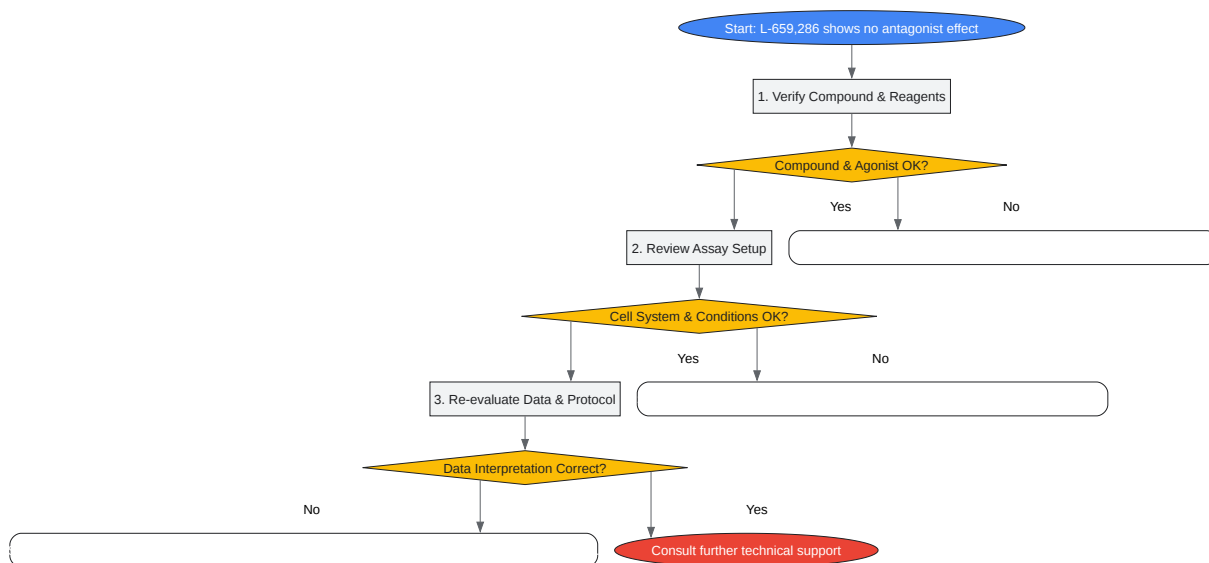 Start: L-659,286 shows no antagonist effect
1. Verify Compound & Reagents
Compound & Agonist OK?
Yes
No
2. Review Assay Setup
Cell System & Conditions OK?
Yes
No
3. Re-evaluate Data & Protocol
Data Interpretation Correct?
No
Yes
Consult further technical support